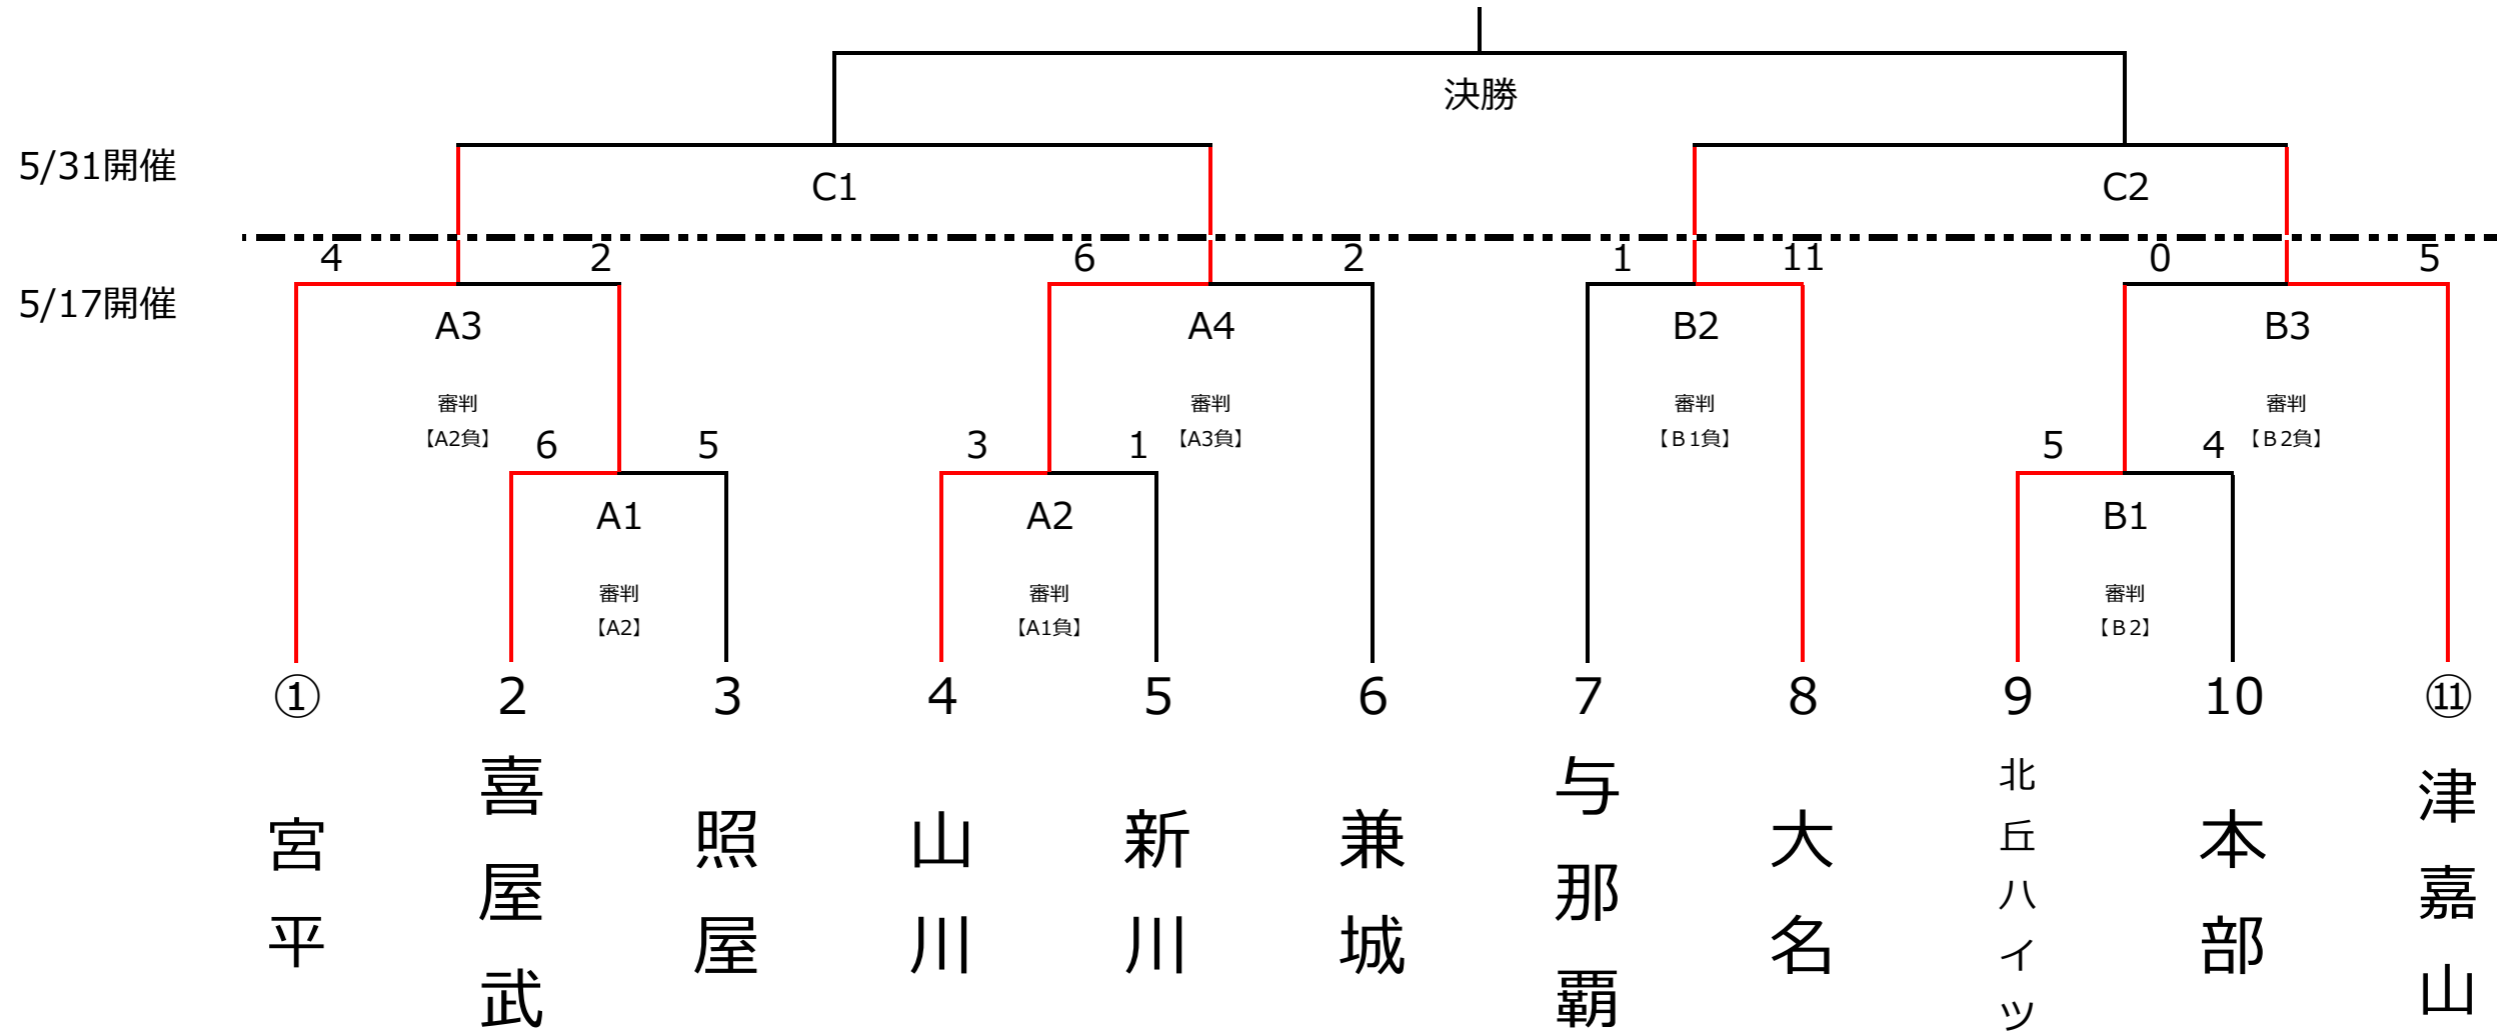 決勝
5/31開催
C1
C2
4
2
6
2
1
11
0
5
5/17開催
A3
A4
B2
B3
審判
【A2負】
審判
【A3負】
審判
【Ｂ1負】
審判
【Ｂ2負】
6
5
3
1
5
4
A1
A2
B1
審判
【A2】
審判
【A1負】
審判
【Ｂ2】
①
2
3
4
5
6
7
8
9
10
⑪
宮平
喜屋武
照屋
山川
新川
兼城
与那覇
大名
北丘ハイツ
本部
津嘉山